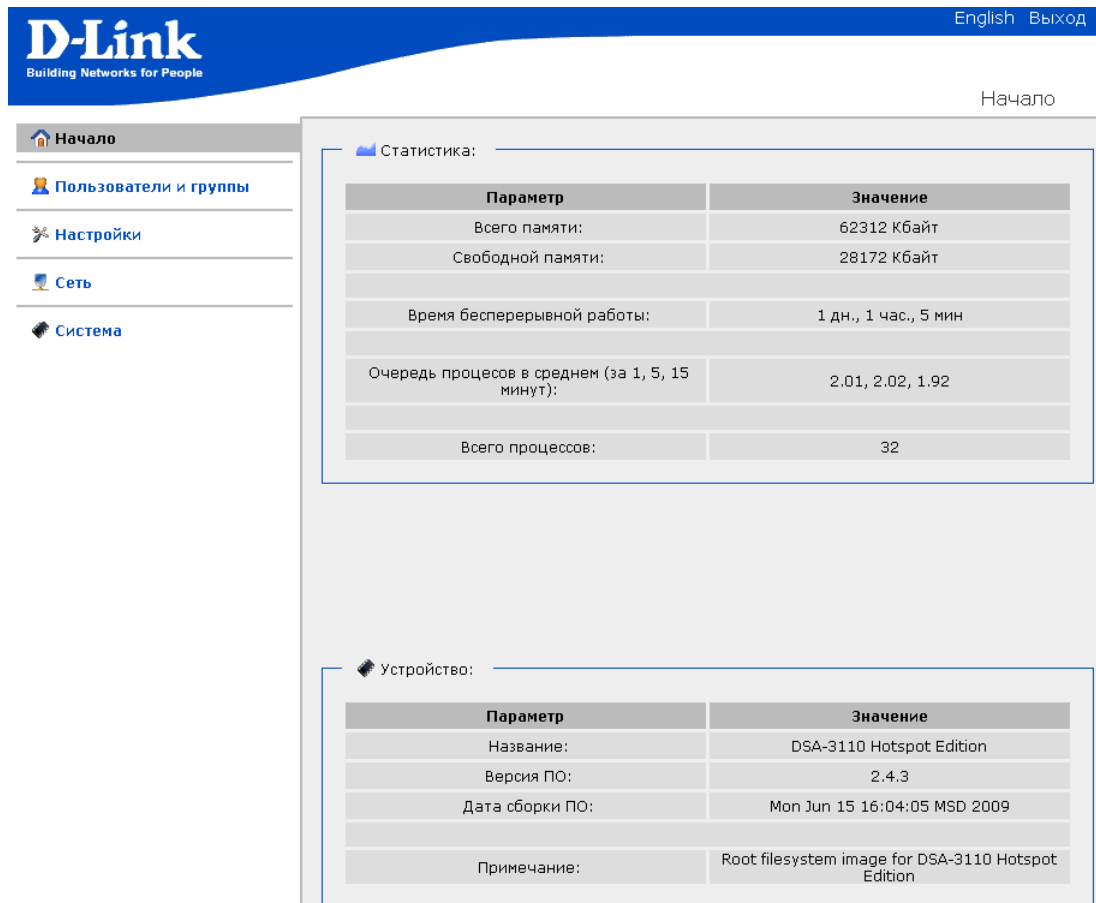 English Выход
D-Link
Building Networks for People
Начало
Начало
Пользователи и группы
Настройки
Сеть
Система
Статистика:
Параметр Значение
Всего памяти: 62312 Кбайт
Свободной памяти: 28172 Кбайт
Время бесперерывной работы: 1 дн., 1 час., 5 мин
Очередь процесов в среднем (за 1, 5, 15
минут): 2.01, 2.02, 1.92
Всего процессов: 32
Устройство:
Параметр Значение
Название: DSA-3110 Hotspot Edition
Версия ПО: 2.4.3
Дата сборки ПО: Mon Jun 15 16:04:05 MSD 2009
Примечание: Root filesystem image for DSA-3110 Hotspot
Edition